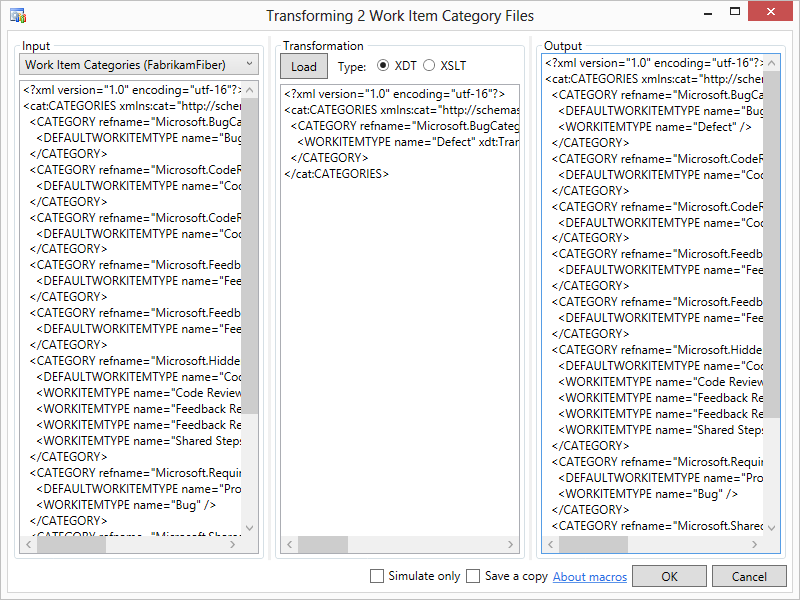 Transforming 2 Work Item Category Files
Input
Work Item Categories (FabrikamFiber)
<?xml version="1.0" encoding="utf-16"?>
<cat:CATEGORIES xmlns:cat="http://schema
<CATEGORY refname="Microsoft.BugCa
<DEFAULTWORKITEMTYPE name="Bug
</CATEGORY>
<CATEGORY refname="Microsoft.CodeR
<DEFAULTWORKITEMTYPE name="Coc
</CATEGORY>
<CATEGORY refname="Microsoft.CodeR
<DEFAULTWORKITEMTYPE name="Coc
</CATEGORY>
<CATEGORY refname="Microsoft.Feedb
<DEFAULTWORKITEMTYPE name="Fee
</CATEGORY>
<CATEGORY refname="Microsoft.Feedb
<DEFAULTWORKITEMTYPE name="Fee
</CATEGORY>
<CATEGORY refname="Microsoft.Hidde
<DEFAULTWORKITEMTYPE name="Coc
<WORKITEMTYPE name="Code Review
<WORKITEMTYPE name="Feedback Re
<WORKITEMTYPE name="Feedback Re
<WORKITEMTYPE name="Shared Steps
</CATEGORY>
<CATEGORY refname="Microsoft.Requir
<DEFAULTWORKITEMTYPE name="Pro
<WORKITEMTYPE name="Bug" />
</CATEGORY>
<CATEGORY refname="Microsoft.Shared
Transformation
Load Type: XDT XSLT
<?xml version="1.0" encoding="utf-16"?>
<cat:CATEGORIES xmlns:cat="http://schemas
<CATEGORY refname="Microsoft.BugCateg
<WORKITEMTYPE name="Defect" xdt:Tran
</CATEGORY>
</cat:CATEGORIES>
Output
<?xml version="1.0" encoding="utf-16"?>
<cat:CATEGORIES xmlns:cat="http://schema
<CATEGORY refname="Microsoft.BugCa
<DEFAULTWORKITEMTYPE name="Bug
<WORKITEMTYPE name="Defect" />
</CATEGORY>
<CATEGORY refname="Microsoft.CodeR
<DEFAULTWORKITEMTYPE name="Coc
</CATEGORY>
<CATEGORY refname="Microsoft.CodeR
<DEFAULTWORKITEMTYPE name="Coc
</CATEGORY>
<CATEGORY refname="Microsoft.Feedb
<DEFAULTWORKITEMTYPE name="Fee
</CATEGORY>
<CATEGORY refname="Microsoft.Feedb
<DEFAULTWORKITEMTYPE name="Fee
</CATEGORY>
<CATEGORY refname="Microsoft.Hidde
<DEFAULTWORKITEMTYPE name="Coc
<WORKITEMTYPE name="Code Review
<WORKITEMTYPE name="Feedback Re
<WORKITEMTYPE name="Feedback Re
<WORKITEMTYPE name="Shared Steps
</CATEGORY>
<CATEGORY refname="Microsoft.Requir
<DEFAULTWORKITEMTYPE name="Pro
<WORKITEMTYPE name="Bug" />
</CATEGORY>
<CATEGORY refname="Microsoft.Shared
Simulate only Save a copy About macros OK Cancel